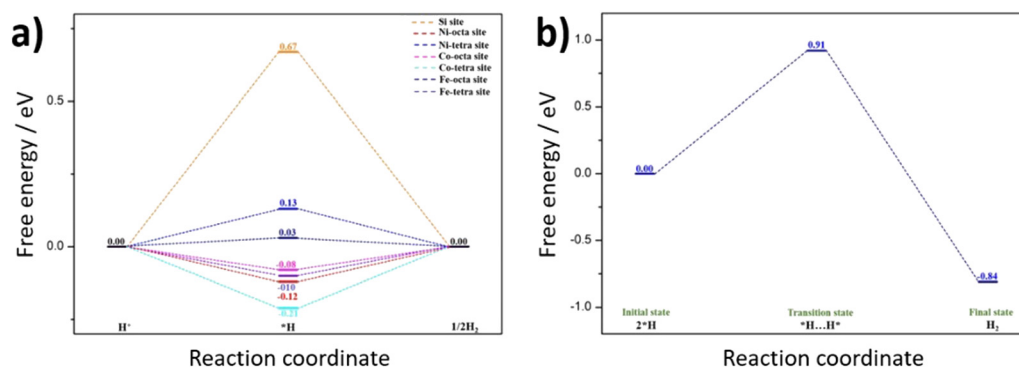 a)
Free energy / eV
0.5
0.0
Si site
Ni-octa site
Ni-tetra site
Co-octa site
Co-tetra site
Fe-octa site
Fe-tetra site
0.67
0.13
0.03
0.00
0.00
-0.08
-010
-0.12
-0.21
H⁺
*H
1/2H₂
Reaction coordinate
b)
Free energy / eV
1.0
0.5
0.0
-0.5
-1.0
0.91
0.00
-0.84
Initial state
Transition state
Final state
2*H
*H...H*
H₂
Reaction coordinate